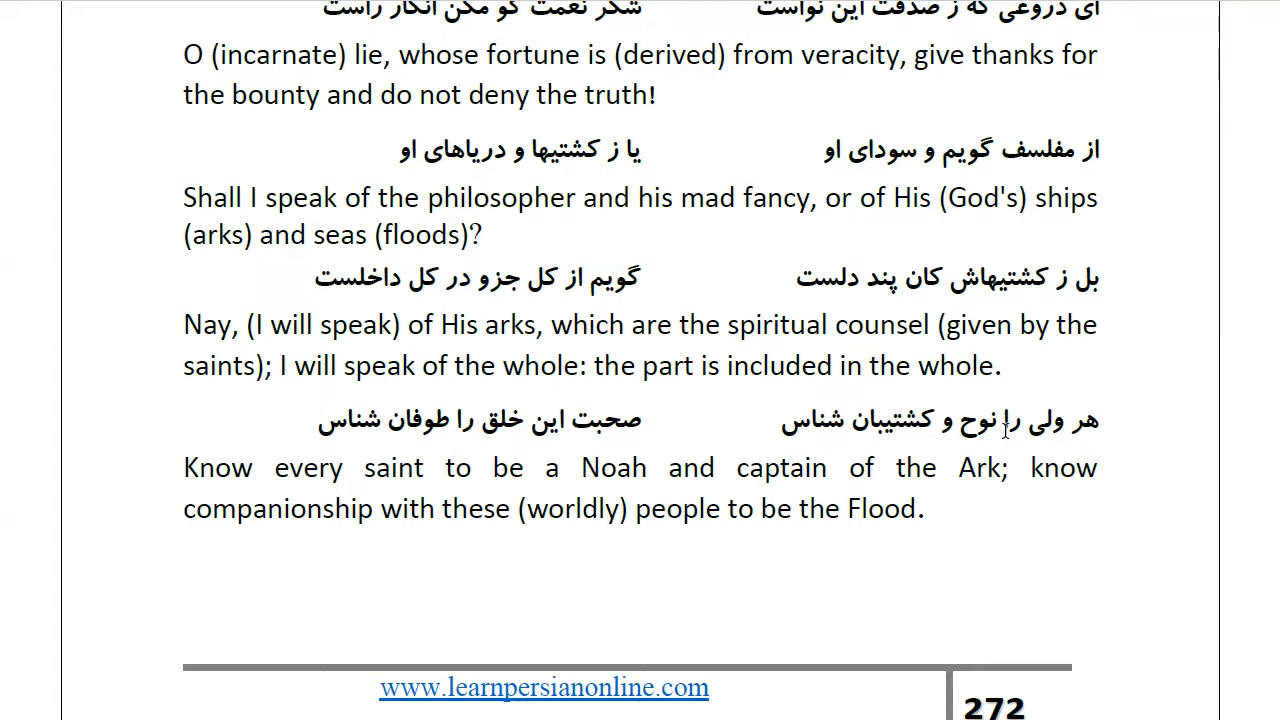 ای دروغی که ز صدقت این نواست شکر نعمت گو مکن انکار راست
O (incarnate) lie, whose fortune is (derived) from veracity, give thanks for
the bounty and do not deny the truth!
از مفلسف گویم و سودای او یا ز کشتیها و دریاهای او
Shall I speak of the philosopher and his mad fancy, or of His (God's) ships
(arks) and seas (floods)?
بل ز کشتیهاش کان پند دلست گویم از کل جزو در کل داخلست
Nay, (I will speak) of His arks, which are the spiritual counsel (given by the
saints); I will speak of the whole: the part is included in the whole.
هر ولی را نوح و کشتیبان شناس صحبت این خلق را طوفان شناس
Know every saint to be a Noah and captain of the Ark; know
companionship with these (worldly) people to be the Flood.
www.learnpersianonline.com
272